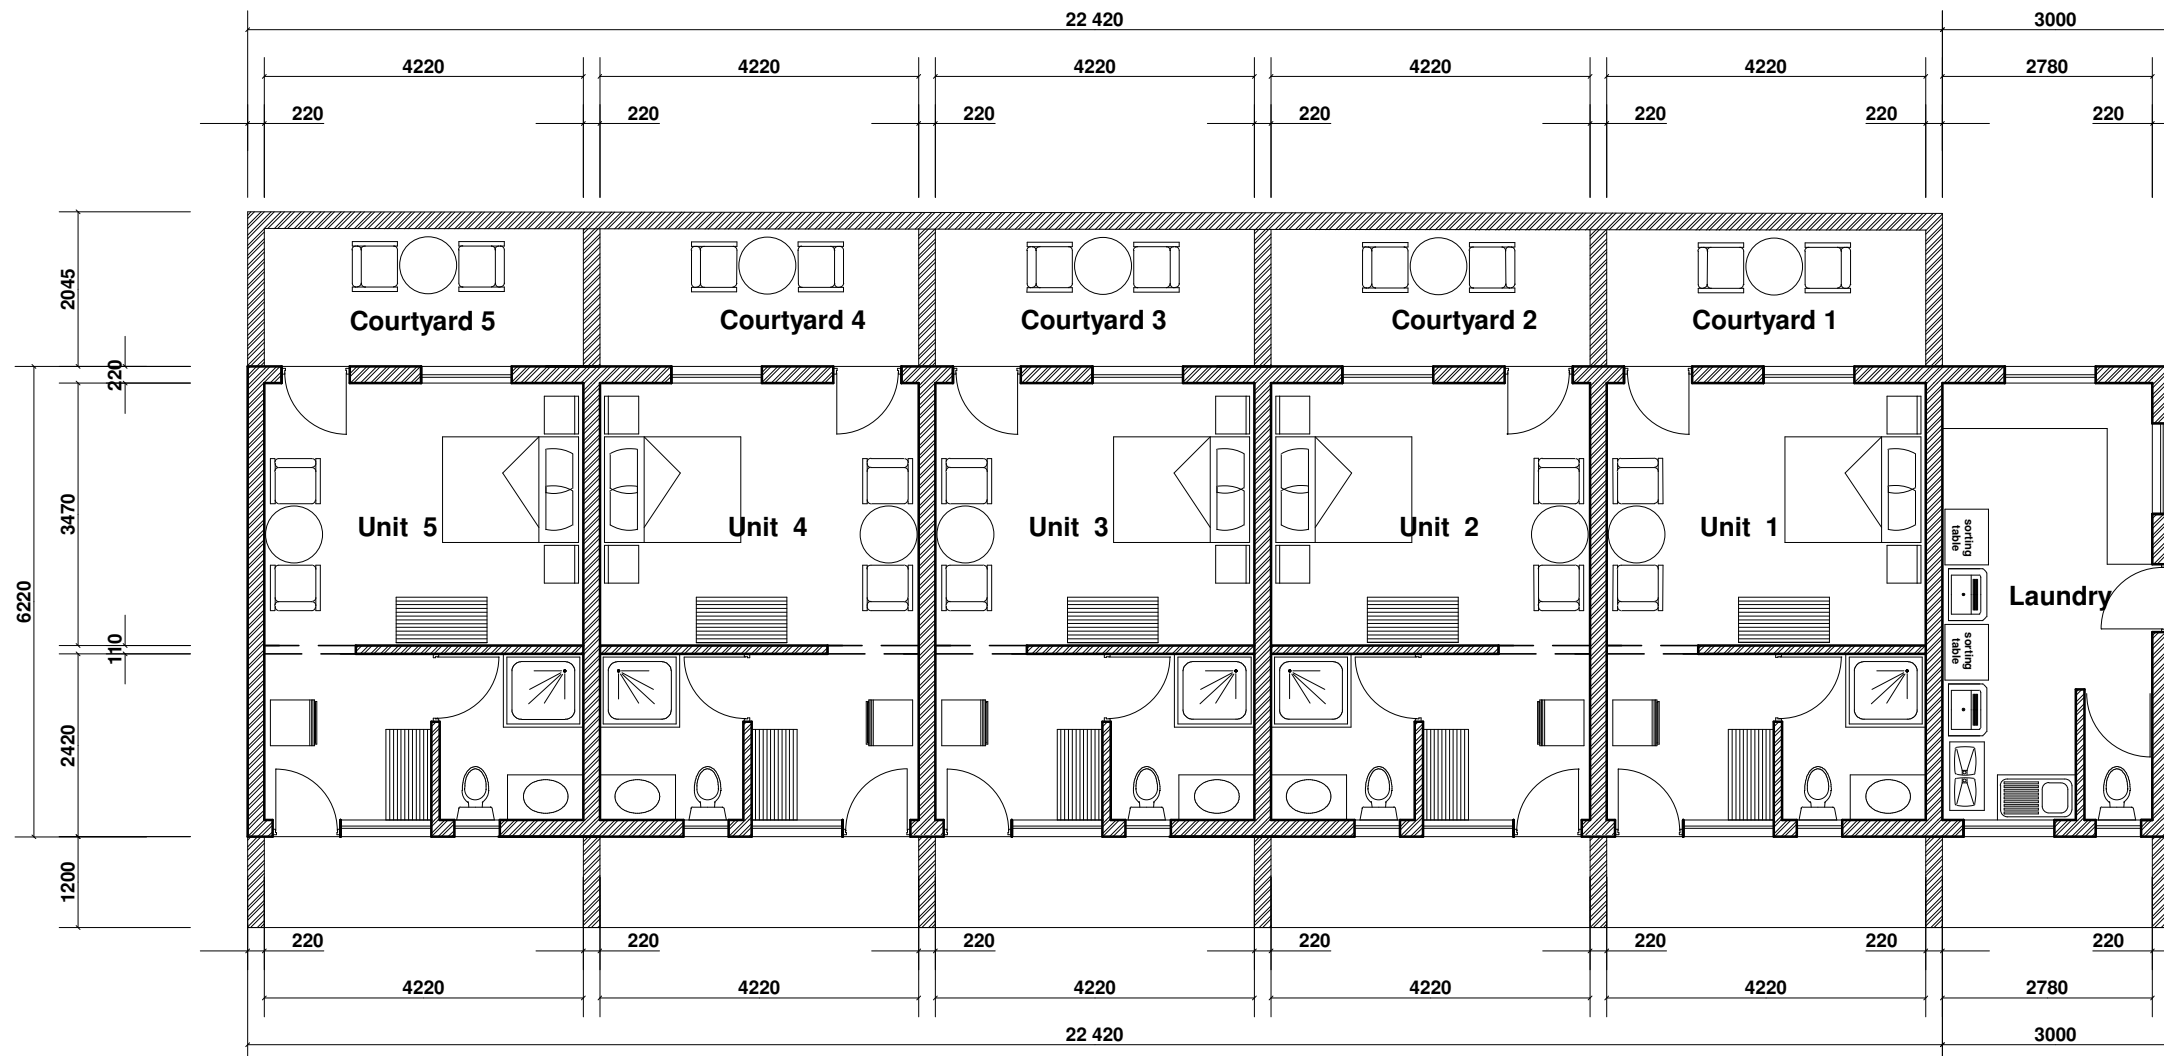 22 420 3000
4220 4220 4220 4220 4220 2780
220 220 220 220 220 220 220
2045
Courtyard 5 Courtyard 4 Courtyard 3 Courtyard 2 Courtyard 1
220
3470
Unit 5 Unit 4 Unit 3 Unit 2 Unit 1
sorting
table
Laundry
6220
110
sorting
table
2420
1200
220 220 220 220 220 220 220
4220 4220 4220 4220 4220 2780
22 420 3000